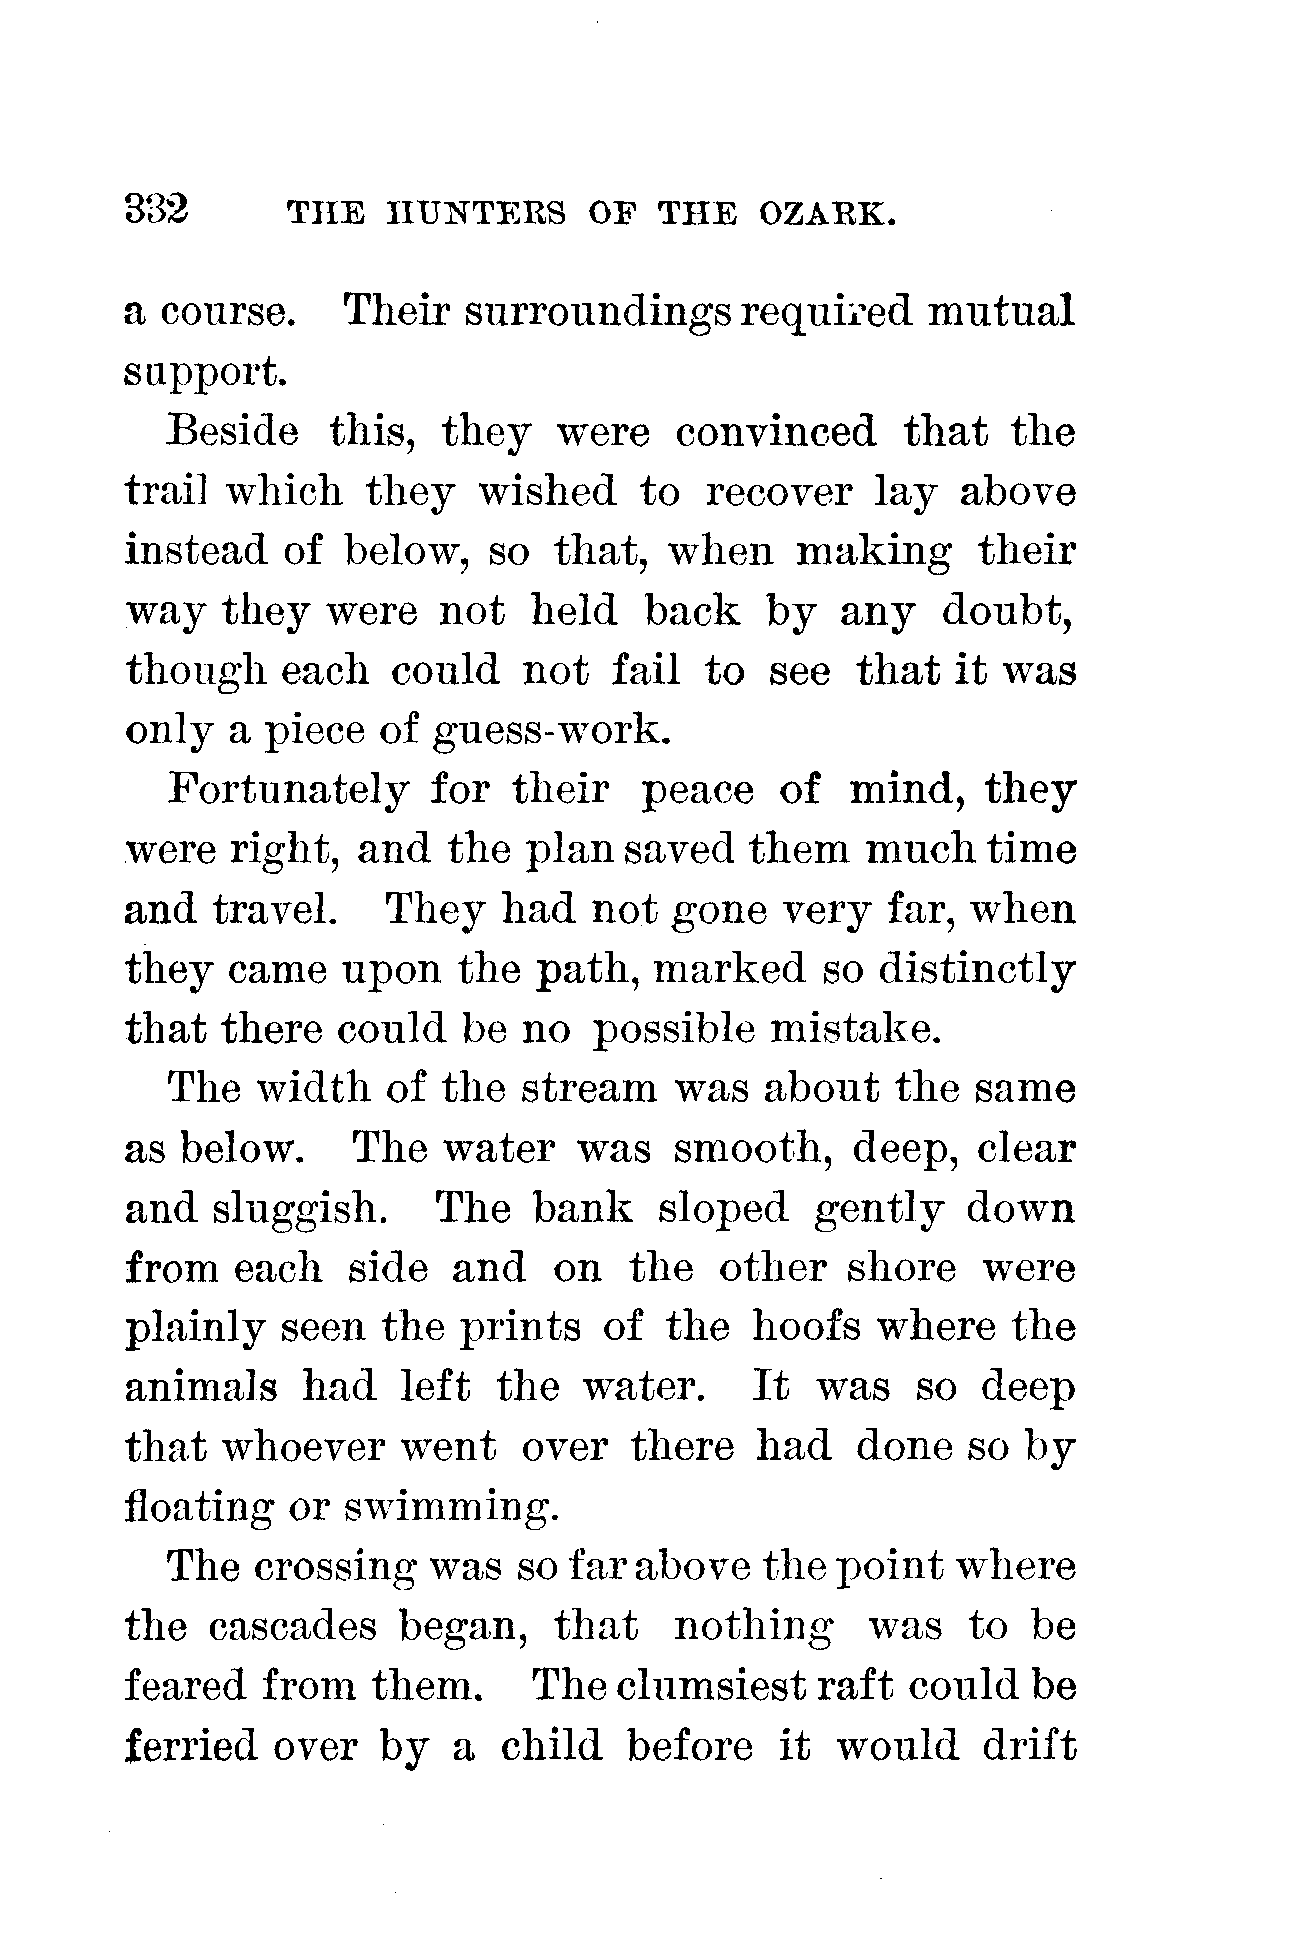 332 THE HUNTERS OF THE OZARK.
a course. Their surroundings required mutual
support.
Beside this, they were convinced that the
trail which they wished to recover lay above
instead of below, so that, when making their
way they were not held back by any doubt,
though each could not fail to see that it was
only a piece of guess-work.
Fortunately for their peace of mind, they
were right, and the plan saved them much time
and travel. They had not gone very far, when
they came upon the path, marked so distinctly
that there could be no possible mistake.
The width of the stream was about the same
as below. The water was smooth, deep, clear
and sluggish. The bank sloped gently down
from each side and on the other shore were
plainly seen the prints of the hoofs where the
animals had left the water. It was so deep
that whoever went over there had done so by
floating or swimming.
The crossing was so far above the point where
the cascades began, that nothing was to be
feared from them. The clumsiest raft could be
ferried over by a child before it would drift